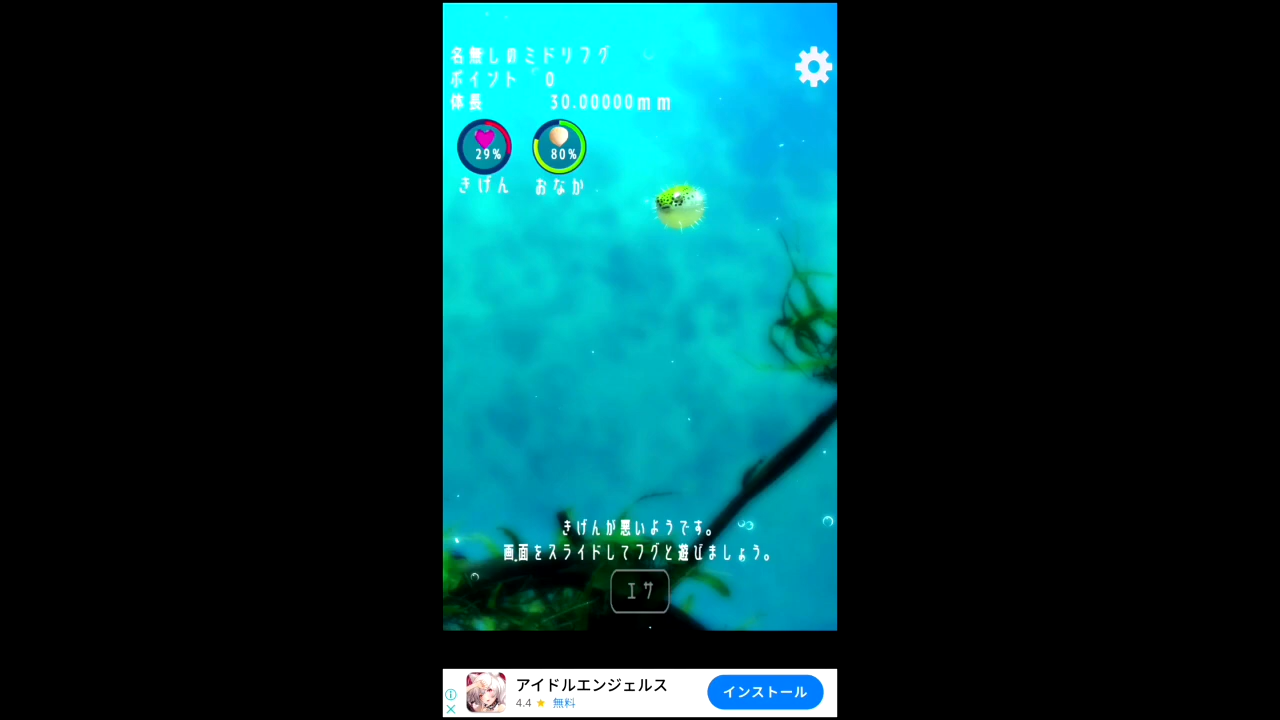 名無しのミドリフグ
ポイント 0
体長 30.00000mm
29% 80%
きげん おなか
きげんが悪いようです。
画面をスライドしてフグと遊びましょう。
エサ
アイドルエンジェルス
4.4 ★ 無料
インストール